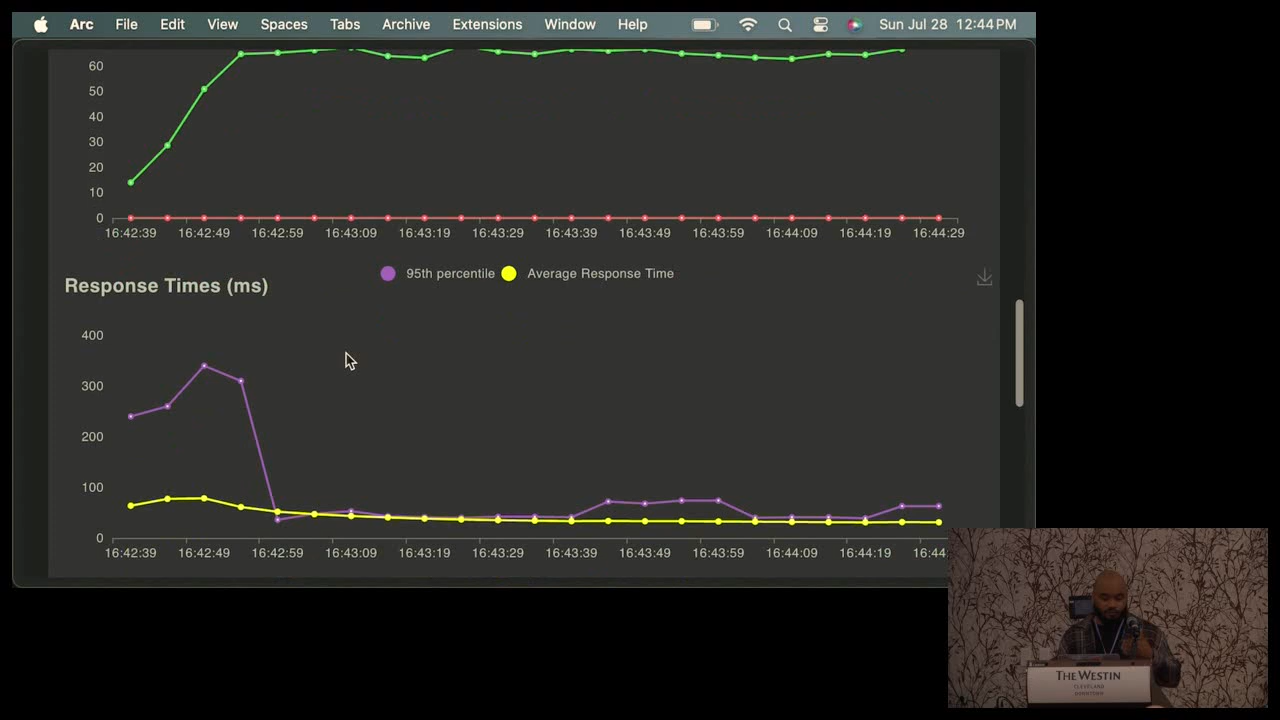 Arc File Edit View Spaces Tabs Archive Extensions Window Help Sun Jul 28 12:44 PM
60
50
40
30
20
10
0
16:42:39 16:42:49 16:42:59 16:43:09 16:43:19 16:43:29 16:43:39 16:43:49 16:43:59 16:44:09 16:44:19 16:44:29
95th percentile Average Response Time
Response Times (ms)
400
300
200
100
0
16:42:39 16:42:49 16:42:59 16:43:09 16:43:19 16:43:29 16:43:39 16:43:49 16:43:59 16:44:09 16:44:19 16:44:
THE WESTIN
CLEVELAND
DOWNTOWN